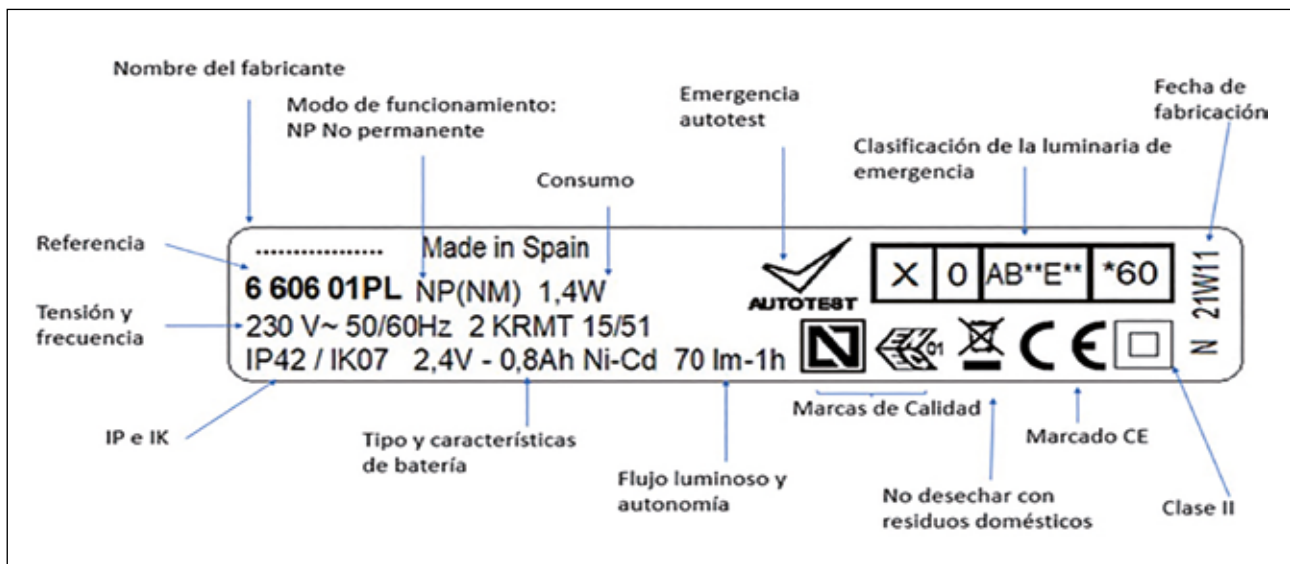 Nombre del fabricante
Modo de funcionamiento:
NP No permanente
Consumo
Emergencia
autotest
Clasificación de la luminaria de
emergencia
Fecha de
fabricación
Referencia
Tensión y
frecuencia
IP e IK
................. Made in Spain
6 606 01PL NP(NM) 1,4W
230 V~ 50/60Hz 2 KRMT 15/51
IP42 / IK07 2,4V - 0,8Ah Ni-Cd 70 lm-1h
AUTOTEST
X 0 AB**E** *60
N 01 CE
N 21W11
Tipo y características
de batería
Flujo luminoso y
autonomía
Marcas de Calidad
No desechar con
residuos domésticos
Marcado CE
Clase II